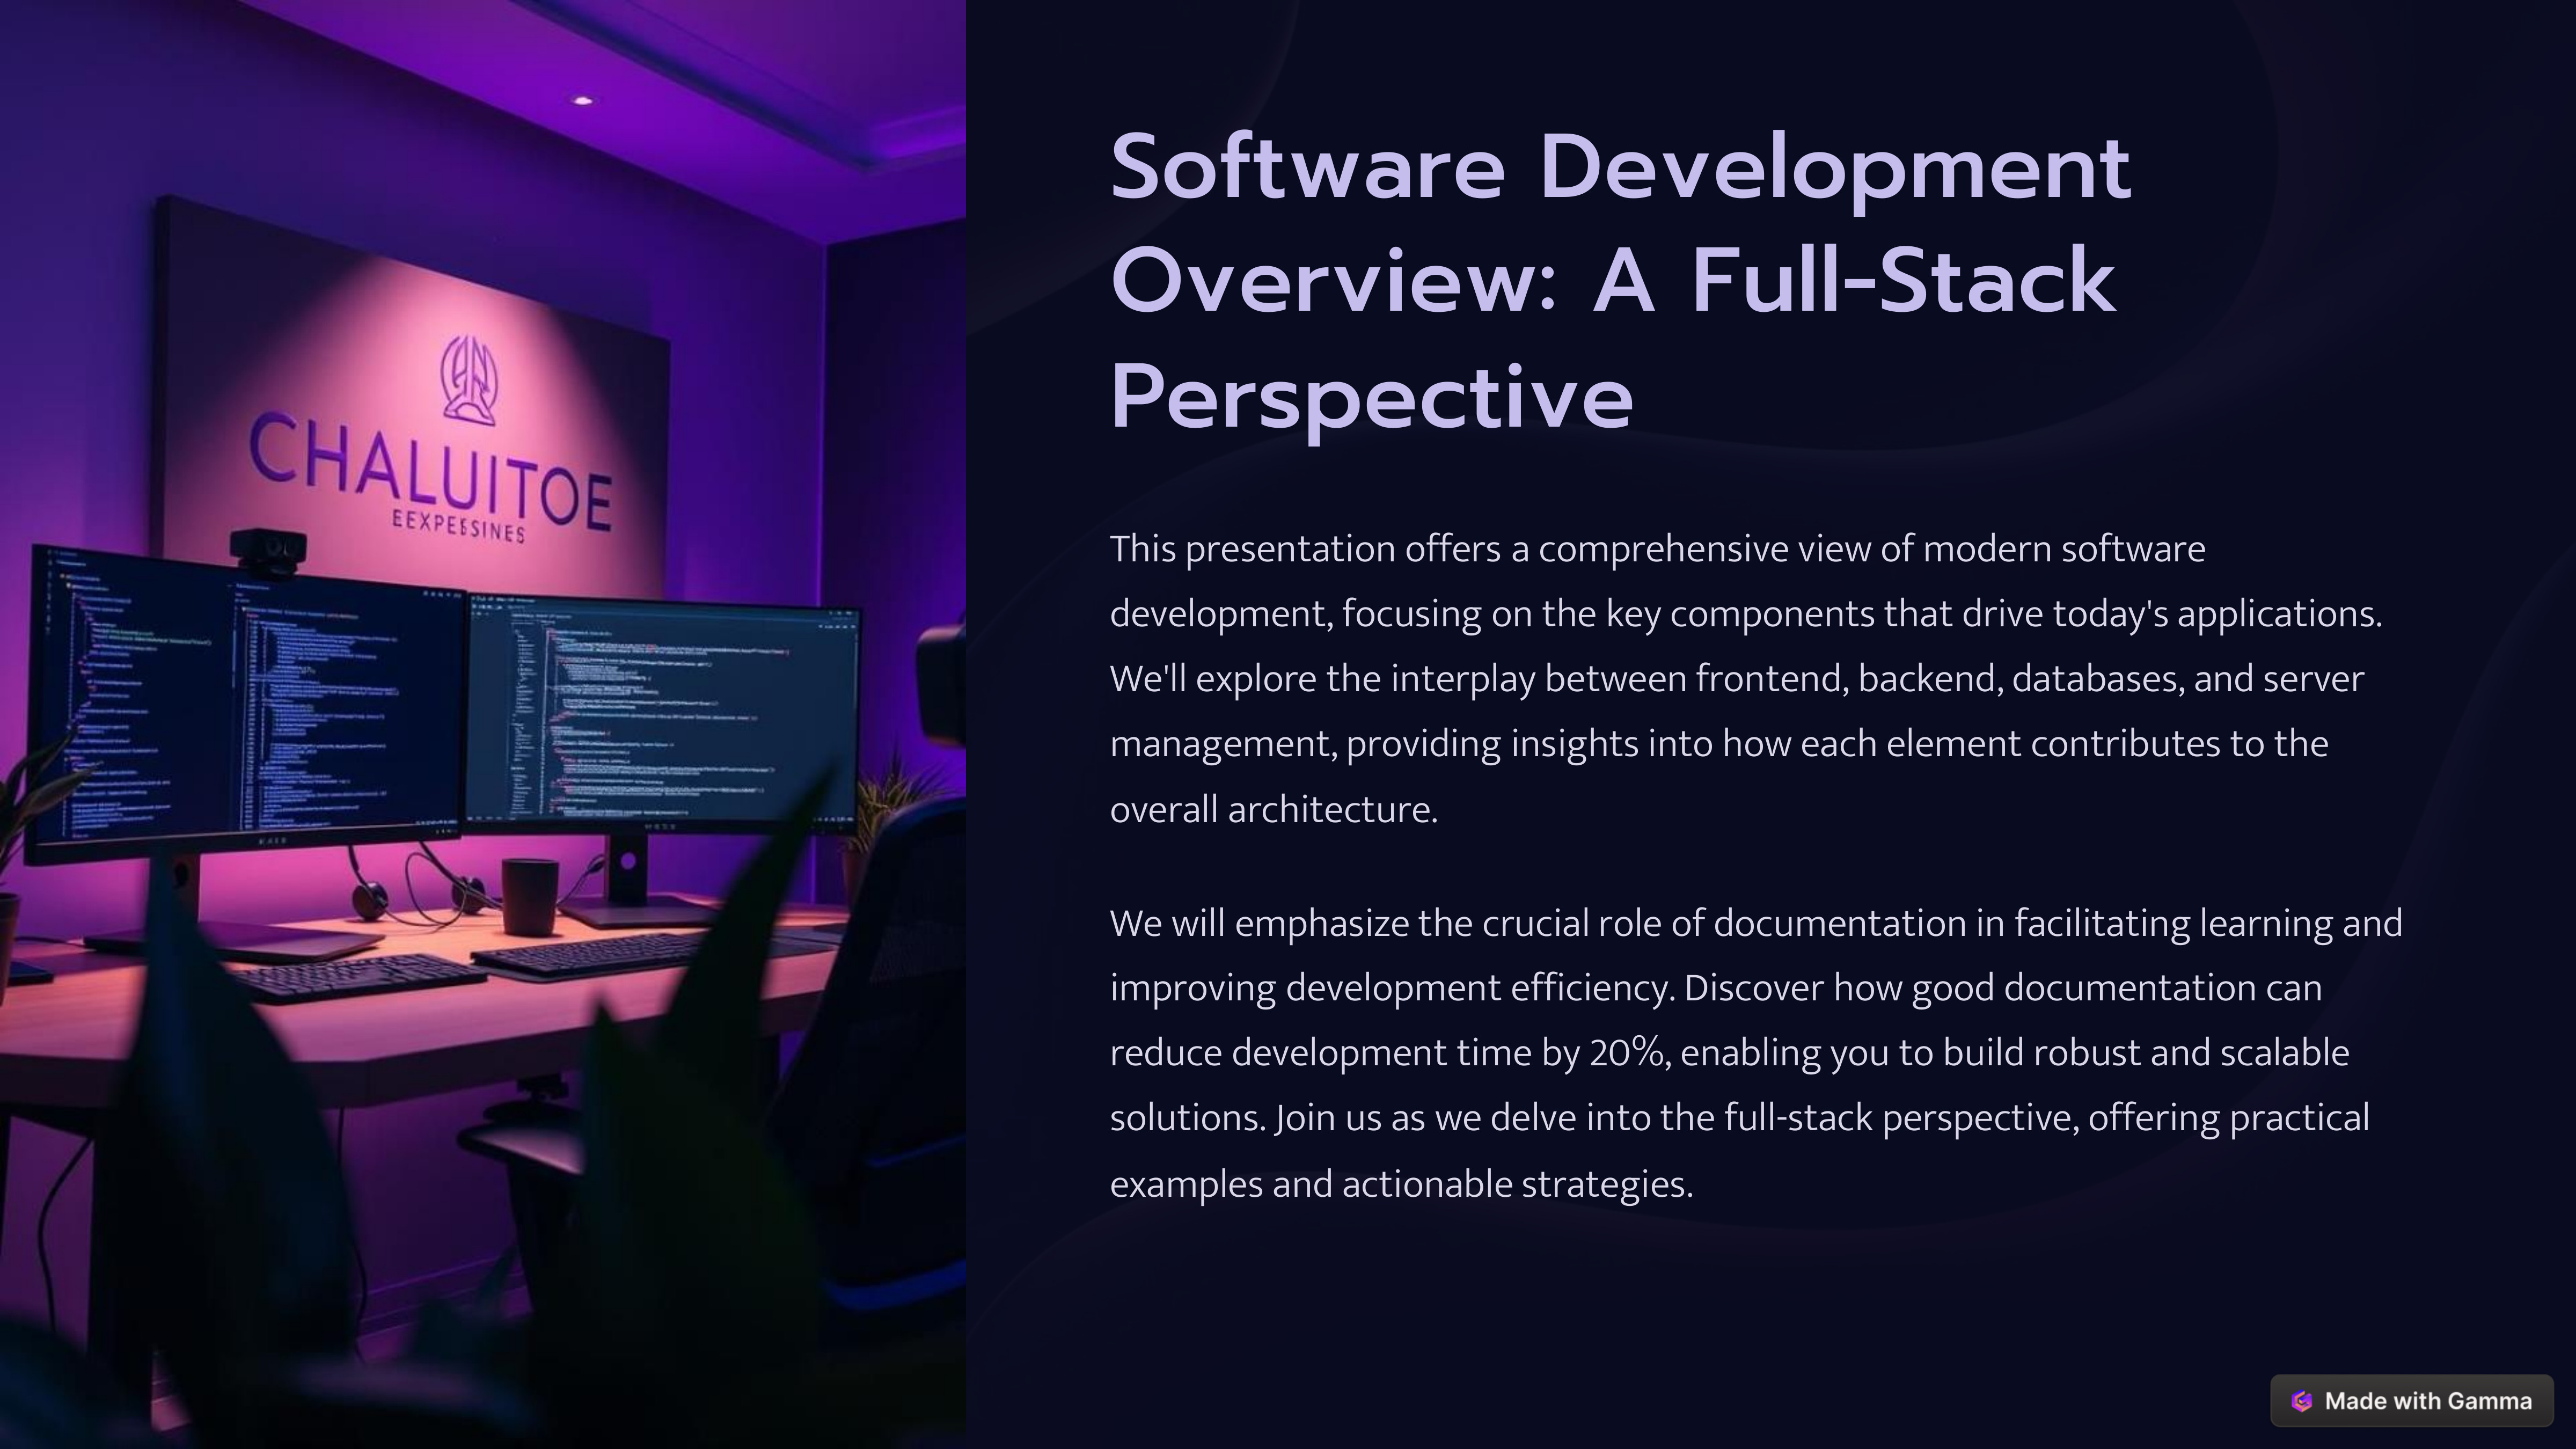 CHALUITOE
EEXPESSINES
Software Development
Overview: A Full-Stack
Perspective
This presentation offers a comprehensive view of modern software
development, focusing on the key components that drive today's applications.
We'll explore the interplay between frontend, backend, databases, and server
management, providing insights into how each element contributes to the
overall architecture.
We will emphasize the crucial role of documentation in facilitating learning and
improving development efficiency. Discover how good documentation can
reduce development time by 20%, enabling you to build robust and scalable
solutions. Join us as we delve into the full-stack perspective, offering practical
examples and actionable strategies.
Made with Gamma